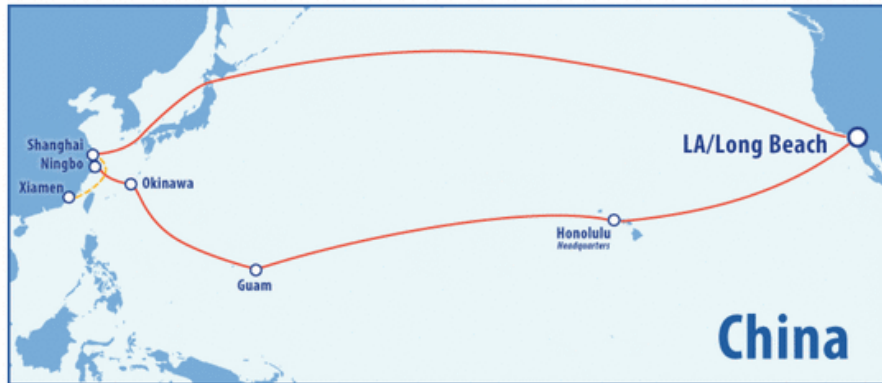 Shanghai
Ningbo
Xiamen
Okinawa
Guam
Honolulu
Headquarters
LA/Long Beach
China